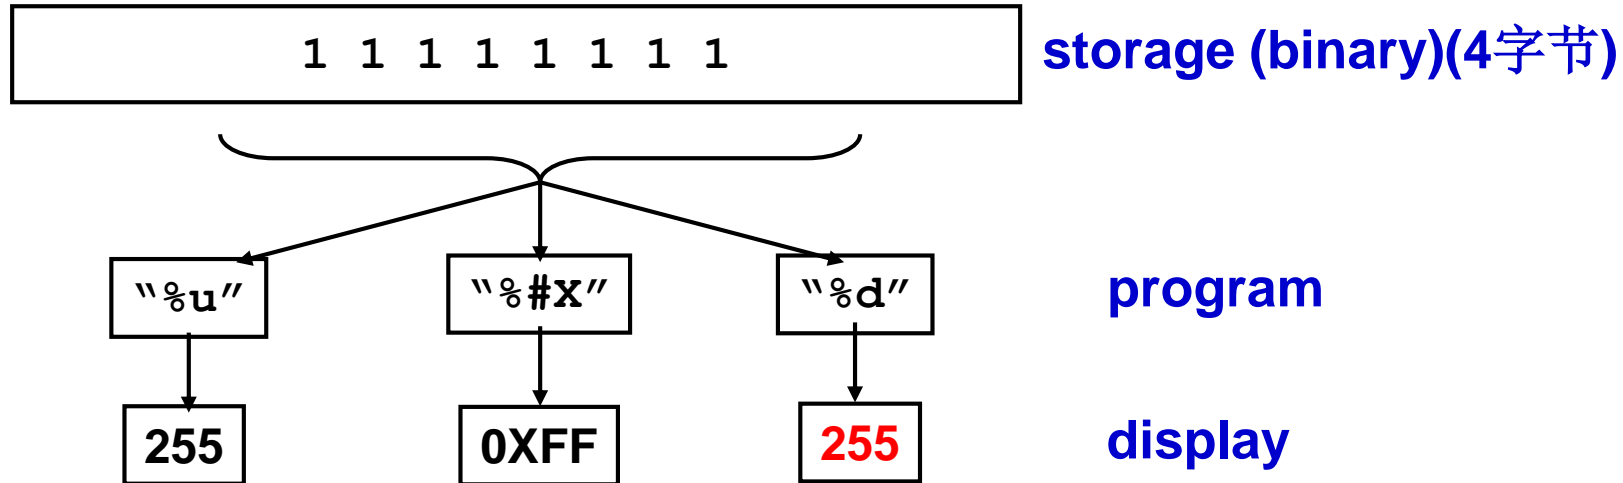 1 1 1 1 1 1 1 1 storage (binary)(4字节)
“%u” “%#X” “%d” program
255 0XFF 255 display